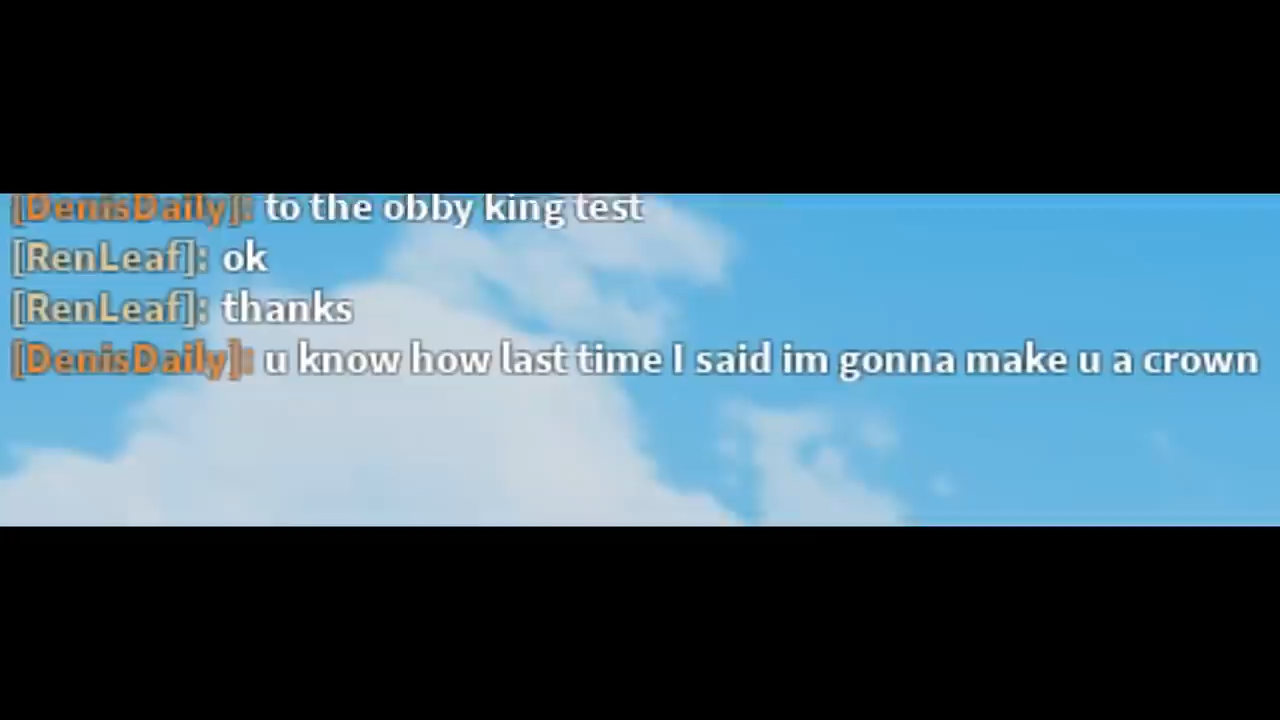 [DenisDaily]: to the obby king test
[RenLeaf]: ok
[RenLeaf]: thanks
[DenisDaily]: u know how last time I said im gonna make u a crown